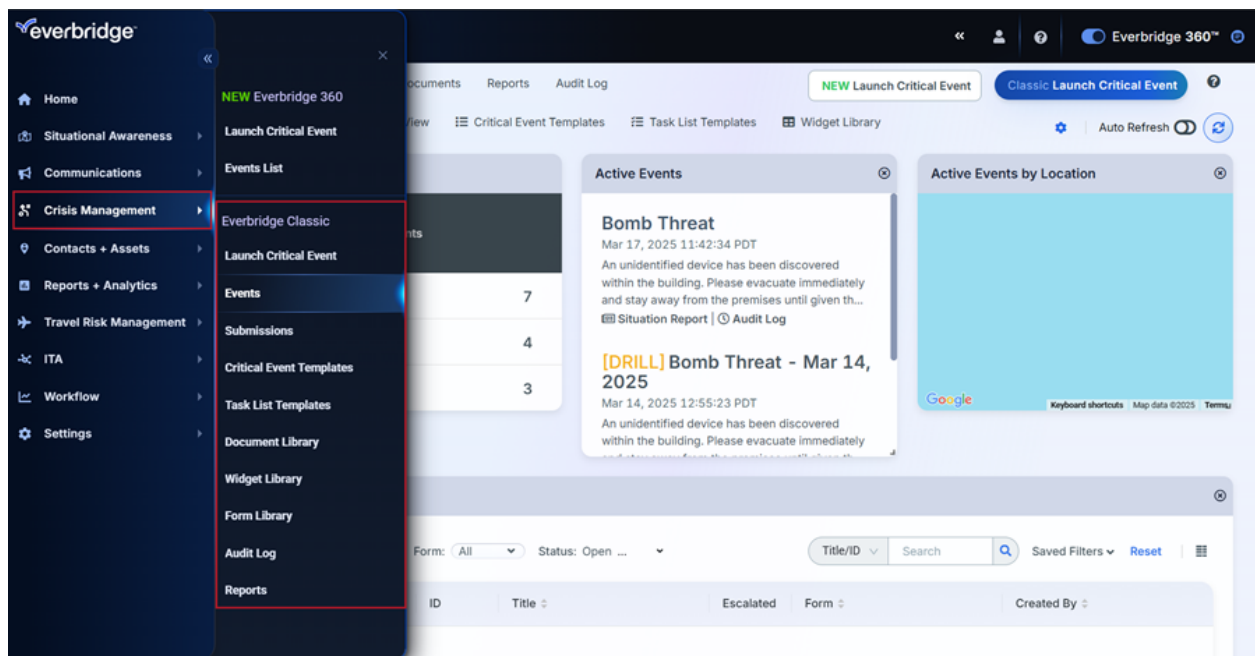 everbridge
Everbridge 360™
Home
Situational Awareness
Communications
Crisis Management
Contacts + Assets
Reports + Analytics
Travel Risk Management
ITA
Workflow
Settings
NEW Everbridge 360
Launch Critical Event
Events List
Everbridge Classic
Launch Critical Event
Events
Submissions
Critical Event Templates
Task List Templates
Document Library
Widget Library
Form Library
Audit Log
Reports
ocuments Reports Audit Log
NEW Launch Critical Event
Classic Launch Critical Event
iew Critical Event Templates Task List Templates Widget Library
Auto Refresh
nts
7
4
3
Active Events
Bomb Threat
Mar 17, 2025 11:42:34 PDT
An unidentified device has been discovered
within the building. Please evacuate immediately
and stay away from the premises until given th...
Situation Report | Audit Log
[DRILL] Bomb Threat - Mar 14,
2025
Mar 14, 2025 12:55:23 PDT
An unidentified device has been discovered
within the building. Please evacuate immediately
Active Events by Location
Google
Keyboard shortcuts Map data ©2025 Terms
Form: All Status: Open ...
Title/ID Search Saved Filters Reset
ID Title Escalated Form Created By